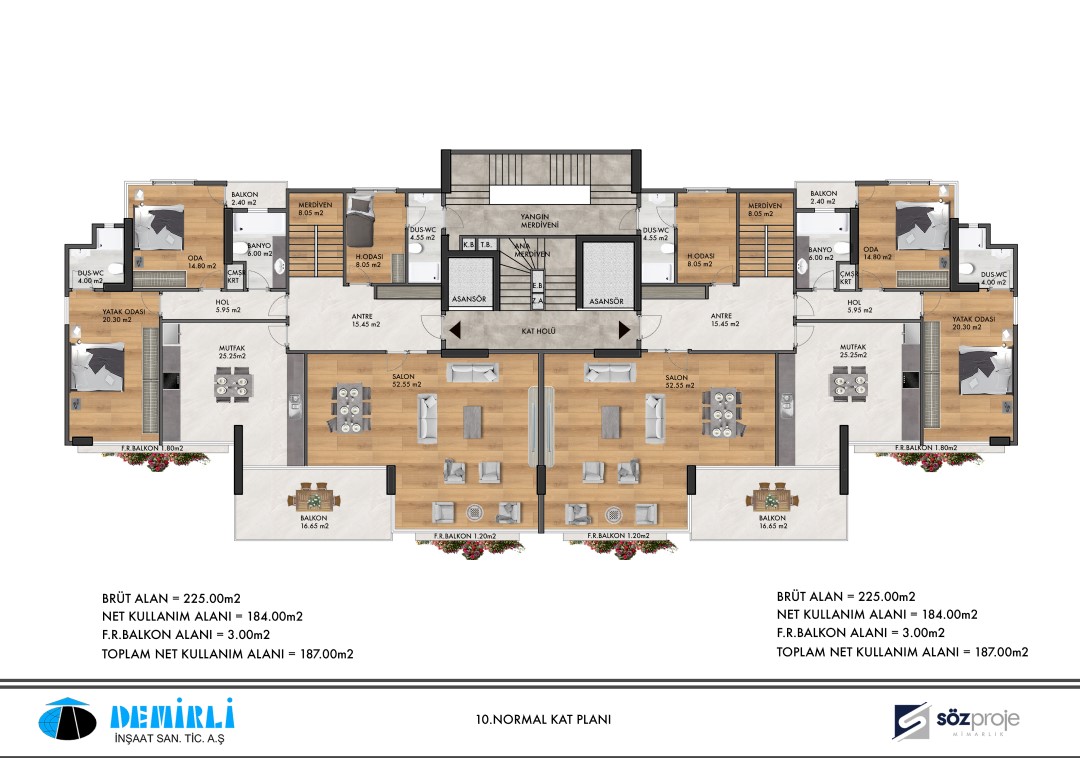 BALKON
2.40 m2
MERDİVEN
8.05 m2
H.ODASI
8.05 m2
DUS-WC
4.55 m2
BANYO
6.00 m2
ODA
14.80 m2
ÇMSR
KRT
DUS-WC
4.00 m2
HOL
5.95 m2
YATAK ODASI
20.30 m2
ANTRE
15.45 m2
MUTFAK
25.25m2
SALON
52.55 m2
F.R.BALKON 1.80m2
BALKON
16.65 m2
F.R.BALKON 1.20m2
YANGIN
MERDİVENİ
K.B.
T.B.
ANA
MERDİVEN
E.B.
Z.A
ASANSÖR
ASANSÖR
KAT HOLÜ
DUS-WC
4.55 m2
H.ODASI
8.05 m2
MERDİVEN
8.05 m2
BALKON
2.40 m2
BANYO
6.00 m2
ODA
14.80 m2
ÇMSR
KRT
DUS-WC
4.00 m2
HOL
5.95 m2
YATAK ODASI
20.30 m2
ANTRE
15.45 m2
MUTFAK
25.25m2
SALON
52.55 m2
F.R.BALKON 1.80m2
BALKON
16.65 m2
F.R.BALKON 1.20m2
BRÜT ALAN = 225.00m2
NET KULLANIM ALANI = 184.00m2
F.R.BALKON ALANI = 3.00m2
TOPLAM NET KULLANIM ALANI = 187.00m2
BRÜT ALAN = 225.00m2
NET KULLANIM ALANI = 184.00m2
F.R.BALKON ALANI = 3.00m2
TOPLAM NET KULLANIM ALANI = 187.00m2
DEMİRLİ
İNŞAAT SAN. TİC. A.Ş
10.NORMAL KAT PLANI
sözproje
MİMARLIK